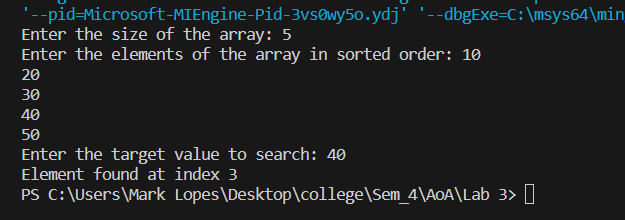 '--pid=Microsoft-MIEngine-Pid-3vs0wy5o.ydj' '--dbgExe=C:\msys64\min
Enter the size of the array: 5
Enter the elements of the array in sorted order: 10
20
30
40
50
Enter the target value to search: 40
Element found at index 3
PS C:\Users\Mark Lopes\Desktop\college\Sem_4\AoA\Lab 3>